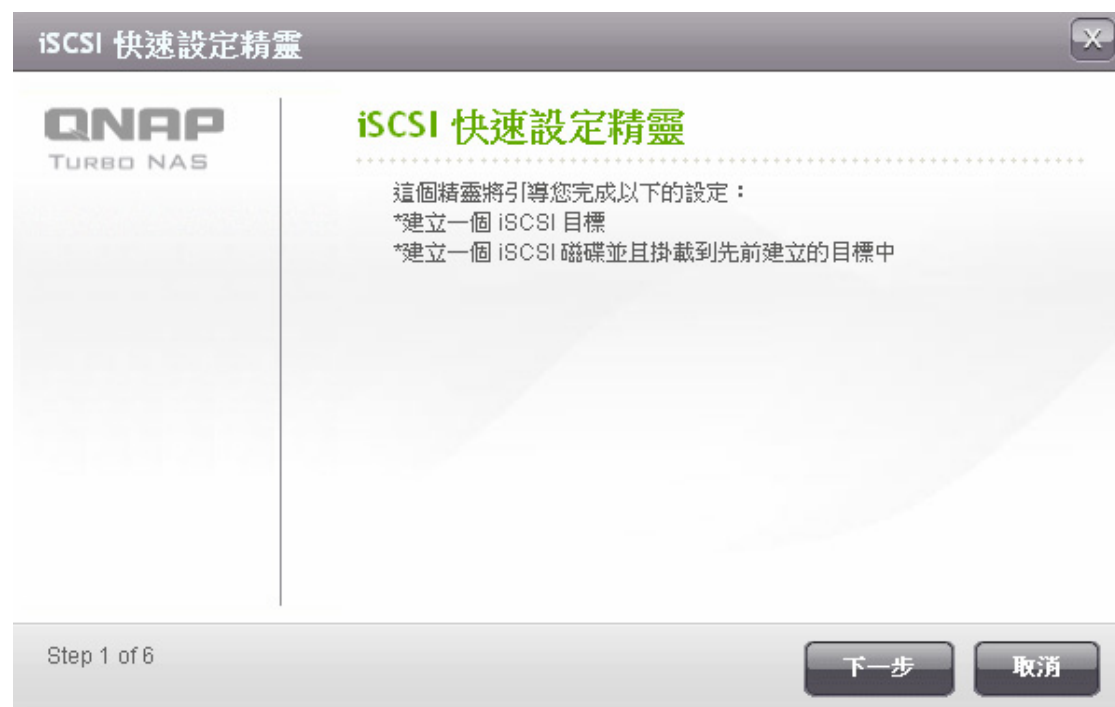 iSCSI 快速設定精靈
X
QNAP
TURBO NAS
iSCSI 快速設定精靈
這個精靈將引導您完成以下的設定：
*建立一個 iSCSI 目標
*建立一個 iSCSI 磁碟並且掛載到先前建立的目標中
Step 1 of 6
下一步
取消